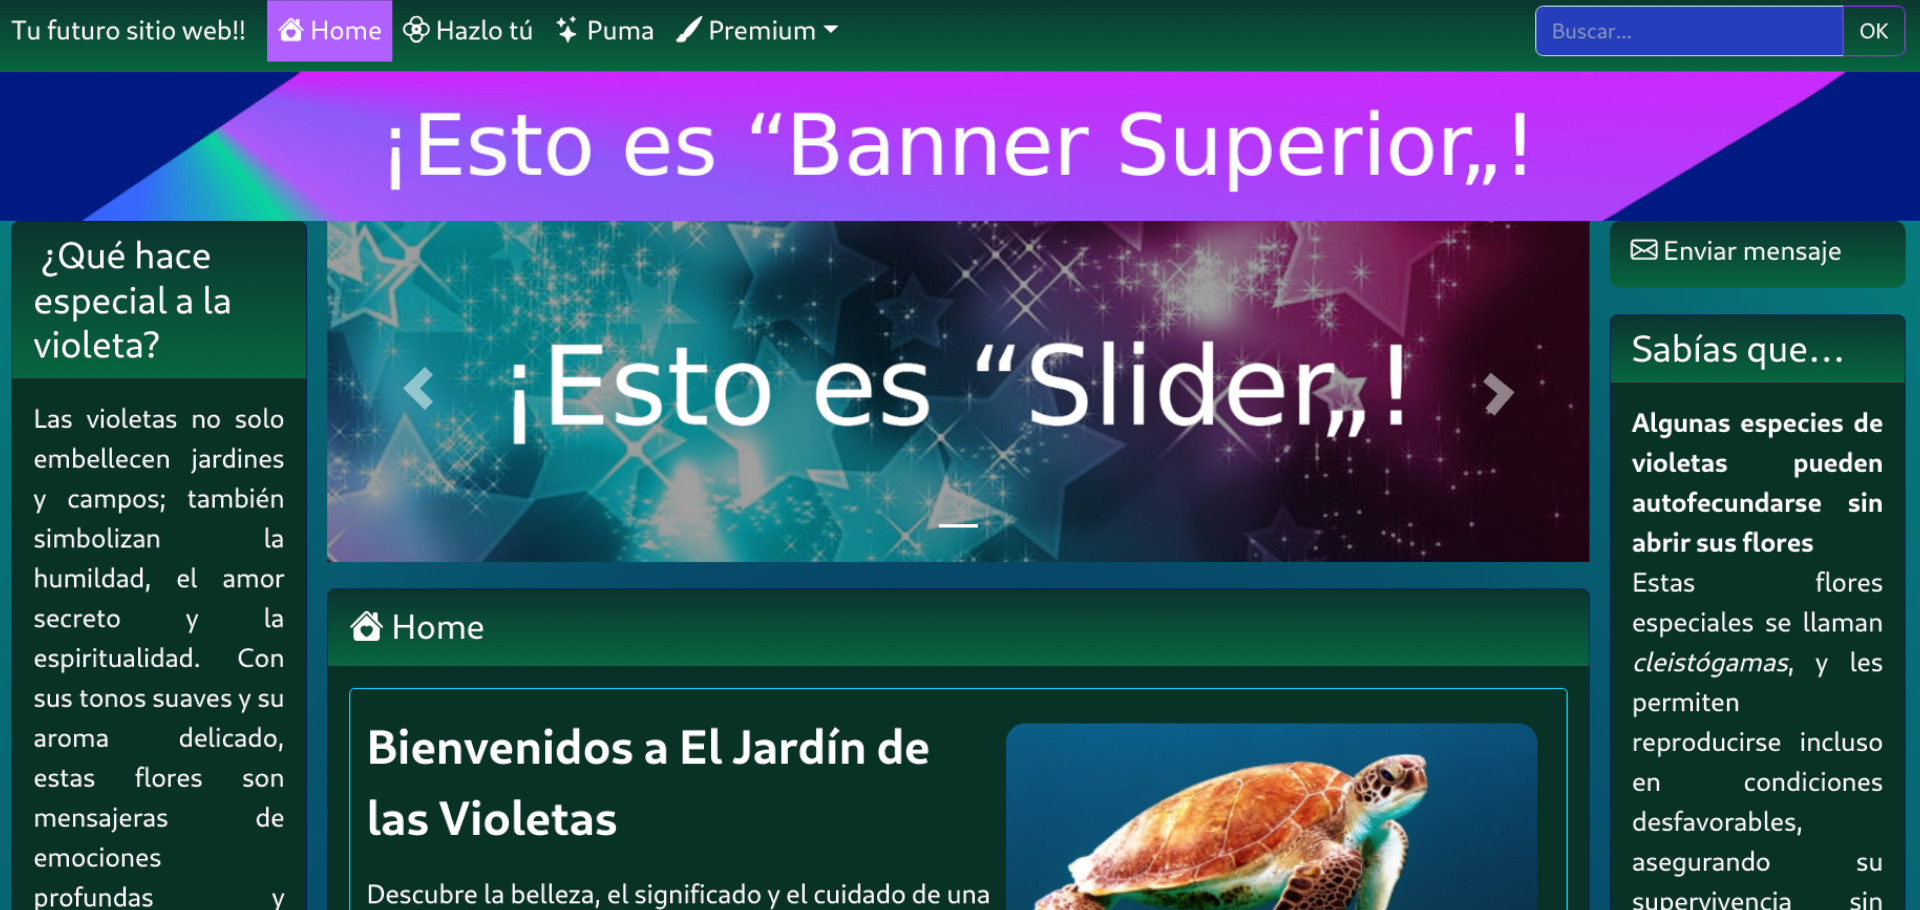 Tu futuro sitio web!! Home Hazlo tú Puma Premium Buscar... OK
¡Esto es “Banner Superior„!
¿Qué hace
especial a la
violeta?
Las violetas no solo
embellecen jardines
y campos; también
simbolizan la
humildad, el amor
secreto y la
espiritualidad. Con
sus tonos suaves y su
aroma delicado,
estas flores son
mensajeras de
emociones
profundas y
¡Esto es “Slider„!
Home
Bienvenidos a El Jardín de
las Violetas
Descubre la belleza, el significado y el cuidado de una
Enviar mensaje
Sabías que...
Algunas especies de
violetas pueden
autofecundarse sin
abrir sus flores
Estas flores
especiales se llaman
cleistógamas, y les
permiten
reproducirse incluso
en condiciones
desfavorables,
asegurando su
supervivencia sin